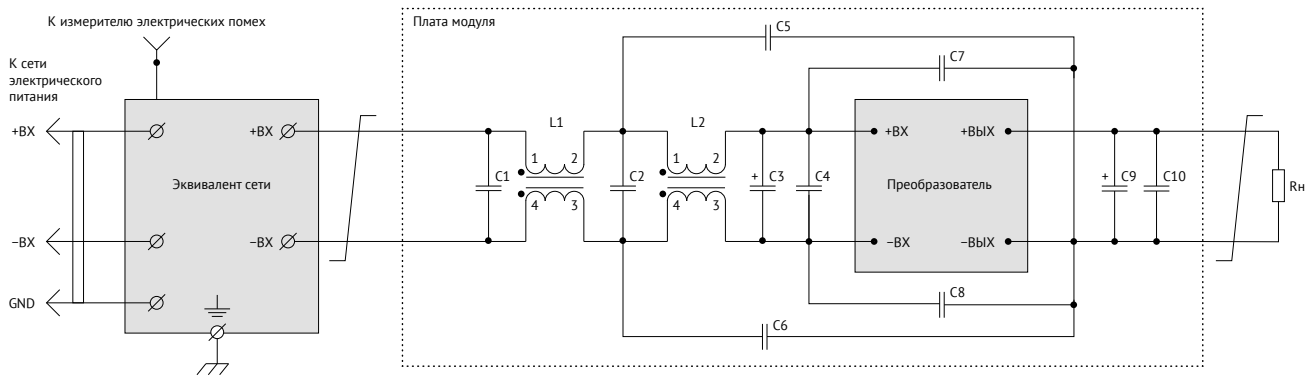 К измерителю электрических помех
Плата модуля
К сети
электрического
питания
+ВХ
−ВХ
GND
+ВХ
−ВХ
Эквивалент сети
C1
L1
1 2
4 3
C2
L2
1 2
4 3
+ C3
C4
C5
C7
C8
C6
+ВХ
−ВХ
Преобразователь
+ВЫХ
−ВЫХ
+ C9
C10
Rн